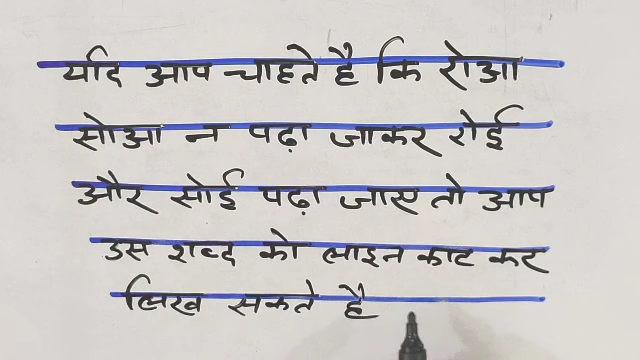 यदि आप चाहते है कि रोआ
सोआ न पढ़ा जाकर रोई
और सोई पढ़ा जाए तो आप
उस शब्द को लाइन काट कर
लिख सकते है